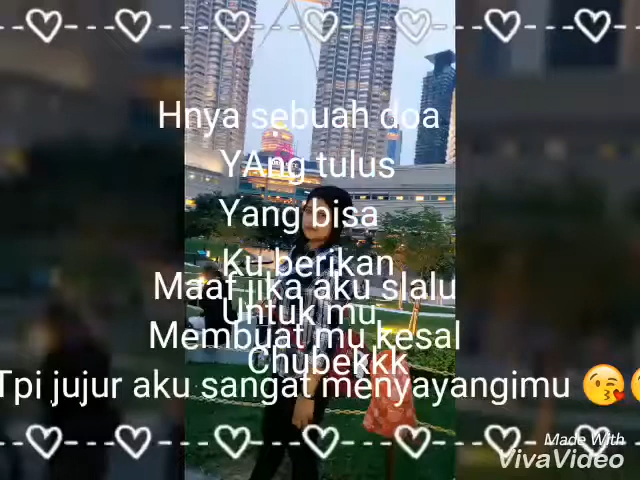 Hnya sebuah doa
YAng tulus
Yang bisa
Ku berikan
Untuk mu
Chubekkk
Maaf jika aku slalu
Membuat mu kesal
Tpi jujur aku sangat menyayangimu 😘😘
Made With
VivaVideo